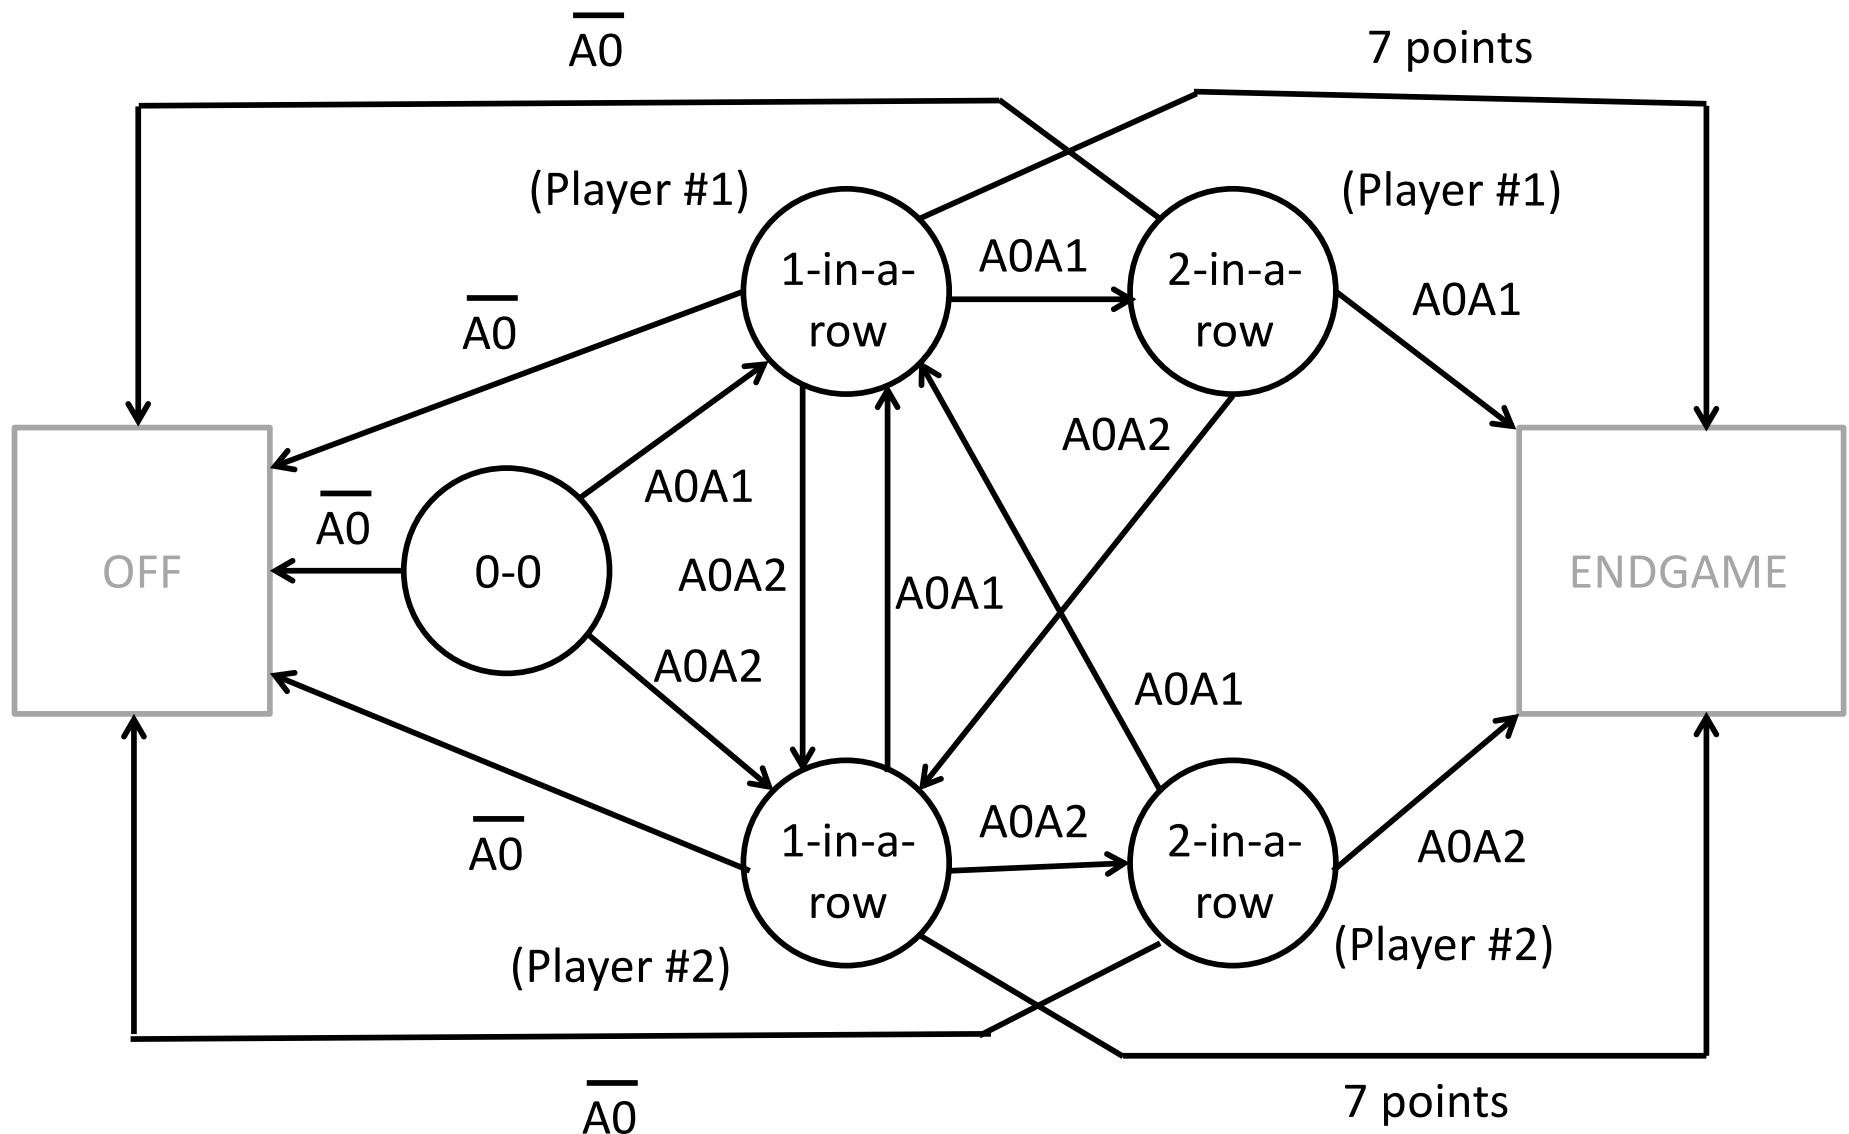 A0
7 points
(Player #1)
(Player #1)
1-in-a-
row
A0A1
2-in-a-
row
A0A1
A0
A0A2
A0A1
A0
OFF
0-0
A0A2
A0A1
ENDGAME
A0A2
A0A1
A0
1-in-a-
row
A0A2
2-in-a-
row
A0A2
(Player #2)
(Player #2)
A0
7 points